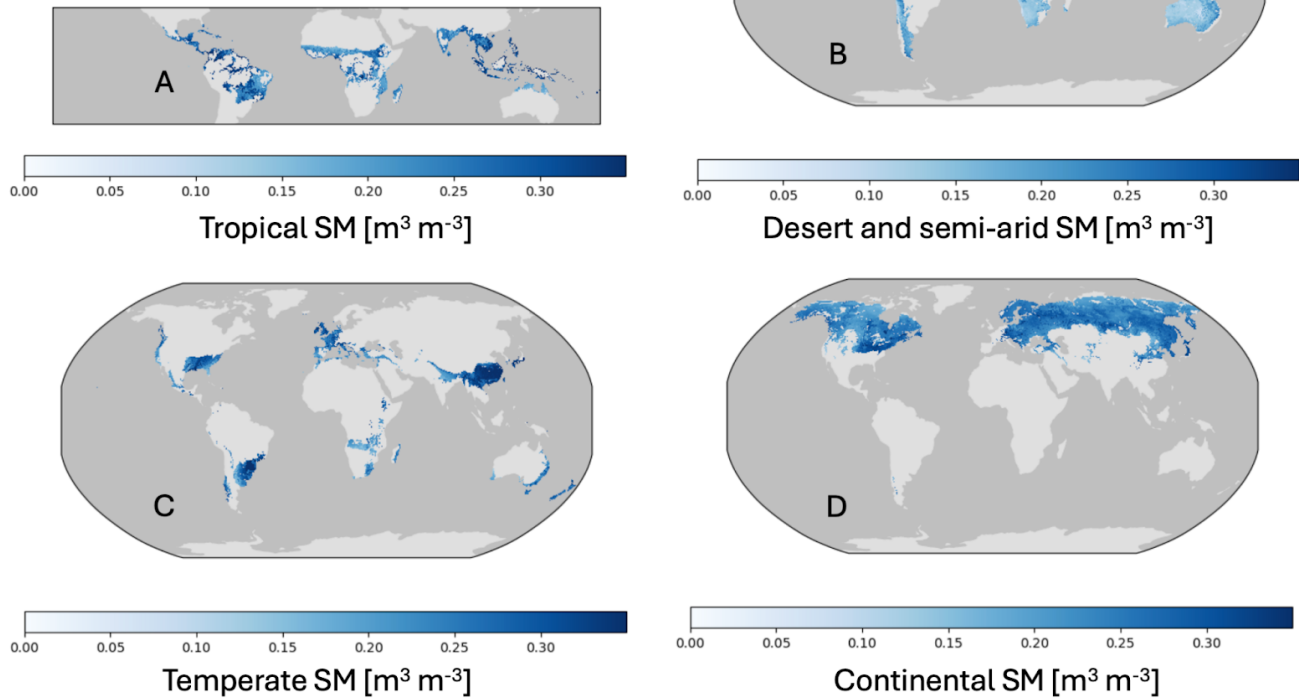 A
B
0.00 0.05 0.10 0.15 0.20 0.25 0.30
0.00 0.05 0.10 0.15 0.20 0.25 0.30
Tropical SM [m³ m⁻³]
Desert and semi-arid SM [m³ m⁻³]
C
D
0.00 0.05 0.10 0.15 0.20 0.25 0.30
0.00 0.05 0.10 0.15 0.20 0.25 0.30
Temperate SM [m³ m⁻³]
Continental SM [m³ m⁻³]